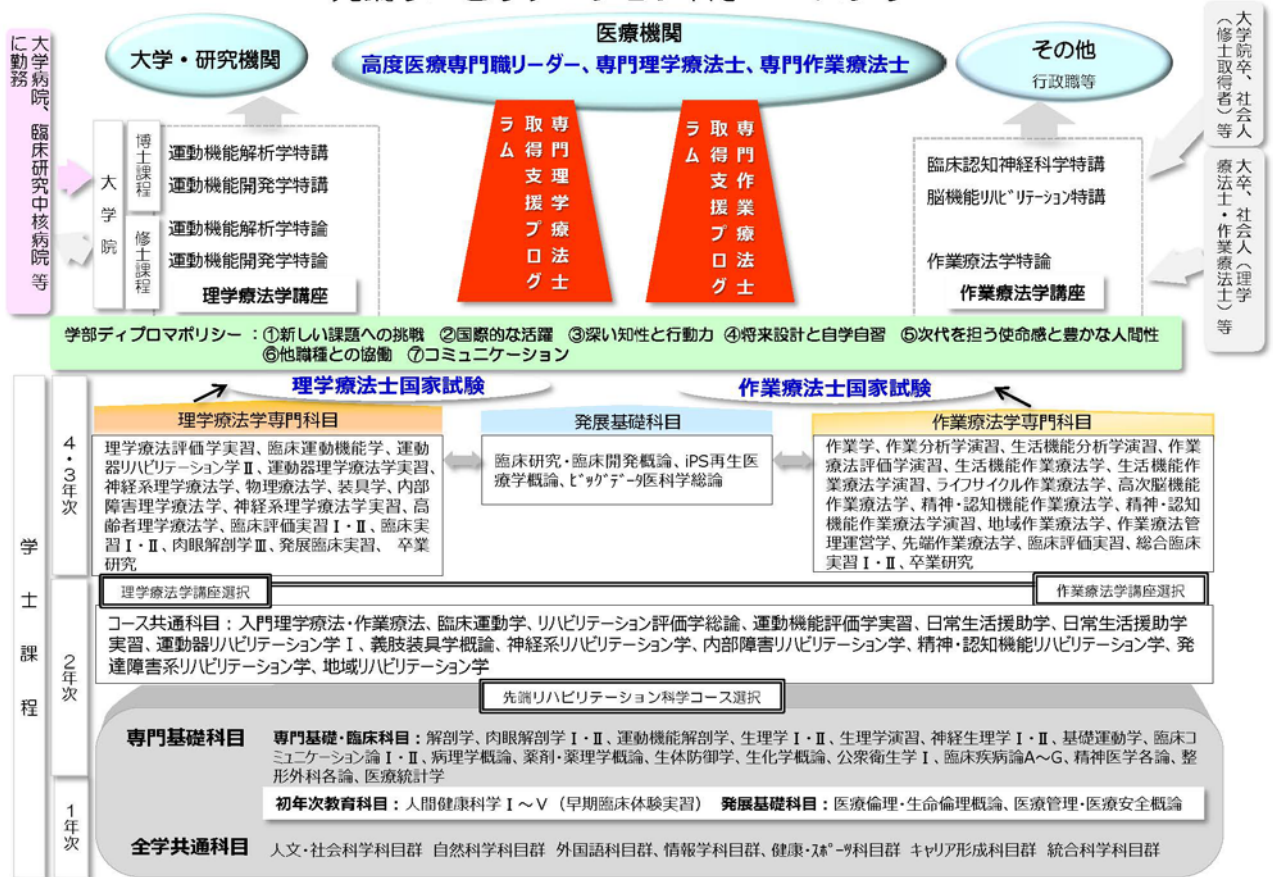 大学・研究機関
医療機関
高度医療専門職リーダー、専門理学療法士、専門作業療法士
その他
行政職等
大学院卒、社会人
（修士取得者）等
大学病院、臨床研究中核病院 等
に勤務
大学院
博士課程
運動機能解析学特講
運動機能開発学特講
修士課程
運動機能解析学特論
運動機能開発学特論
理学療法学講座
専門理学療法士
取得支援プログ
ラム
専門作業療法士
取得支援プログ
ラム
臨床認知神経科学特講
脳機能ﾘﾊﾋﾞﾘﾃｰｼｮﾝ特講
作業療法学特論
作業療法学講座
大卒、社会人（理学
療法士・作業療法士）等
学部ディプロマポリシー ：①新しい課題への挑戦 ②国際的な活躍 ③深い知性と行動力 ④将来設計と自学自習 ⑤次代を担う使命感と豊かな人間性
⑥他職種との協働 ⑦コミュニケーション
理学療法士国家試験
作業療法士国家試験
学士課程
4・3年次
理学療法学専門科目
理学療法評価学実習、臨床運動機能学、運動
器リハビリテーション学Ⅱ、運動器理学療法学実習、
神経系理学療法学、物理療法学、装具学、内部
障害理学療法学、神経系理学療法学実習、高
齢者理学療法学、臨床評価実習Ⅰ・Ⅱ、臨床実
習Ⅰ・Ⅱ、肉眼解剖学Ⅲ、発展臨床実習、 卒業
研究
発展基礎科目
臨床研究・臨床開発概論、iPS再生医
療学概論、ﾋﾞｯｸﾞﾃﾞｰﾀ医科学総論
作業療法学専門科目
作業学、作業分析学演習、生活機能分析学演習、作業
療法評価学演習、生活機能作業療法学、生活機能作
業療法学演習、ライフサイクル作業療法学、高次脳機能
作業療法学、精神・認知機能作業療法学、精神・認知
機能作業療法学演習、地域作業療法学、作業療法管
理運営学、先端作業療法学、臨床評価実習、総合臨床
実習Ⅰ・Ⅱ、卒業研究
理学療法学講座選択
作業療法学講座選択
2年次
コース共通科目：入門理学療法・作業療法、臨床運動学、リハビリテーション評価学総論、運動機能評価学実習、日常生活援助学、日常生活援助学
実習、運動器リハビリテーション学Ⅰ、義肢装具学概論、神経系リハビリテーション学、内部障害リハビリテーション学、精神・認知機能リハビリテーション学、発
達障害系リハビリテーション学、地域リハビリテーション学
先端リハビリテーション科学コース選択
専門基礎科目
専門基礎・臨床科目：解剖学、肉眼解剖学Ⅰ・Ⅱ、運動機能解剖学、生理学Ⅰ・Ⅱ、生理学演習、神経生理学Ⅰ・Ⅱ、基礎運動学、臨床コ
ミュニケーション論Ⅰ・Ⅱ、病理学概論、薬剤・薬理学概論、生体防御学、生化学概論、公衆衛生学Ⅰ、臨床疾病論A～G、精神医学各論、整
形外科各論、医療統計学
1年次
初年次教育科目：人間健康科学Ⅰ～Ⅴ（早期臨床体験実習） 発展基礎科目：医療倫理・生命倫理概論、医療管理・医療安全概論
全学共通科目
人文・社会科学科目群 自然科学科目群 外国語科目群、情報学科目群、健康・ｽﾎﾟｰﾂ科目群 キャリア形成科目群 統合科学科目群